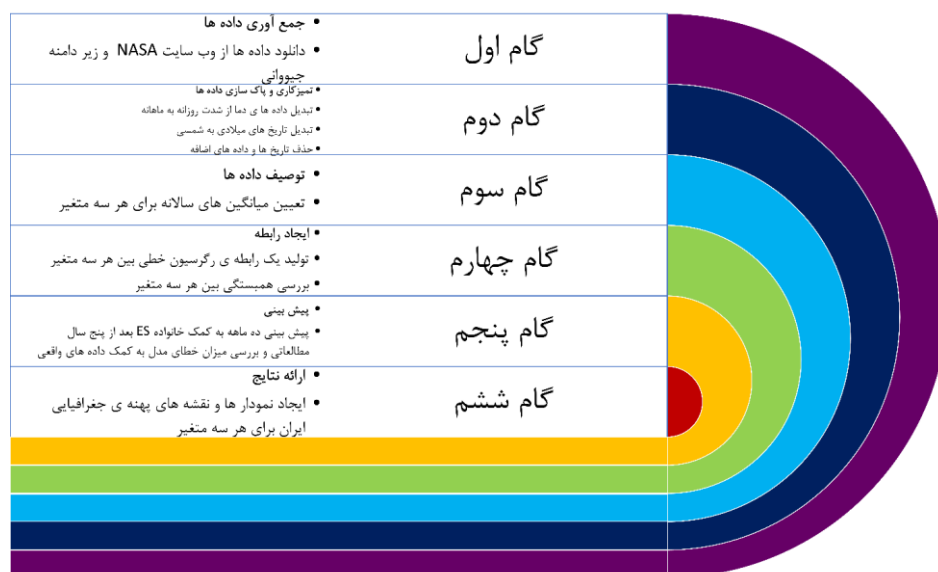 گام اول
• جمع آوری داده ها
• دانلود داده ها از وب سایت NASA و زیر دامنه
جیووانی
گام دوم
• تمیزکاری و پاک سازی داده ها
• تبدیل داده ها ی دما از شدت روزانه به ماهانه
• تبدیل تاریخ های میلادی به شمسی
• حذف تاریخ ها و داده های اضافه
گام سوم
• توصیف داده ها
• تعیین میانگین های سالانه برای هر سه متغیر
گام چهارم
• ایجاد رابطه
• تولید یک رابطه ی رگرسیون خطی بین هر سه متغیر
• بررسی همبستگی بین هر سه متغیر
گام پنجم
• پیش بینی
• پیش بینی ده ماهه به کمک خانواده ES بعد از پنج سال
مطالعاتی و بررسی میزان خطای مدل به کمک داده های واقعی
گام ششم
• ارائه نتایج
• ایجاد نمودار ها و نقشه های پهنه ی جغرافیایی
ایران برای هر سه متغیر